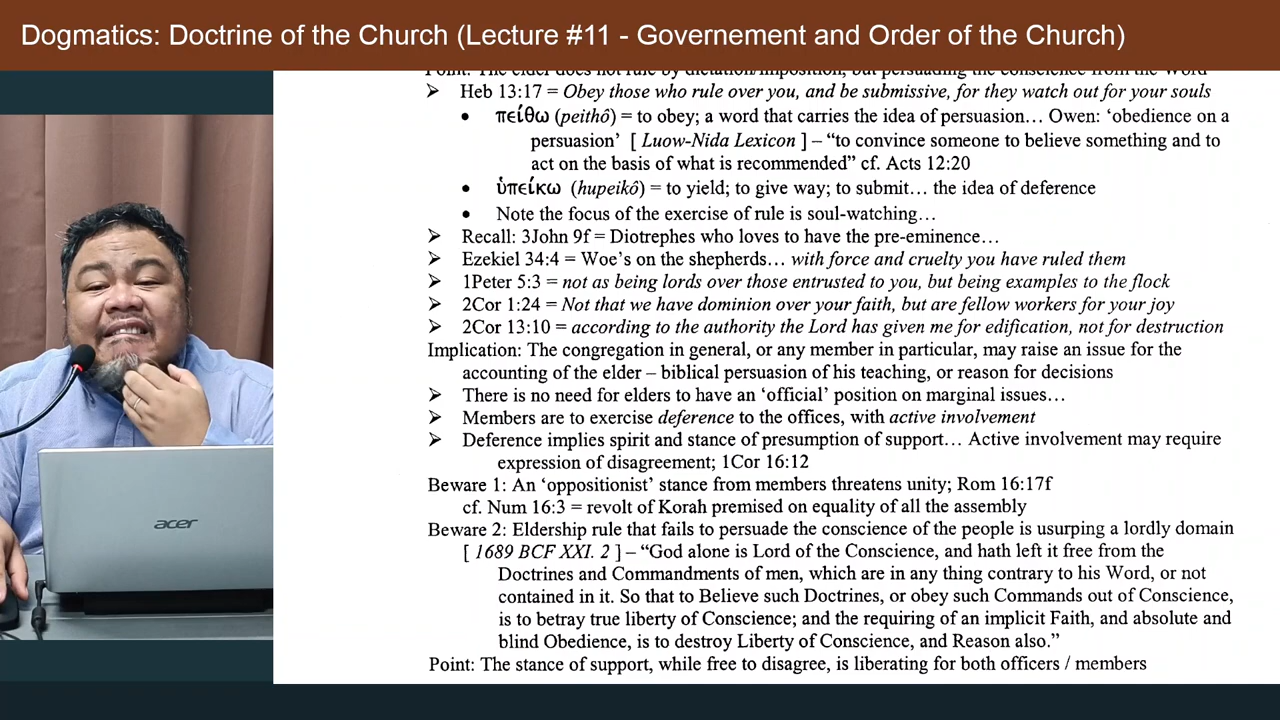 Dogmatics: Doctrine of the Church (Lecture #11 - Governement and Order of the Church)
Point: The elder does not rule by dictation/imposition, but persuading the conscience from the Word
➢ Heb 13:17 = Obey those who rule over you, and be submissive, for they watch out for your souls
• πείθω (peithô) = to obey; a word that carries the idea of persuasion… Owen: ‘obedience on a
persuasion’ [ Luow-Nida Lexicon ] – “to convince someone to believe something and to
act on the basis of what is recommended” cf. Acts 12:20
• ὑπείκω (hupeikô) = to yield; to give way; to submit… the idea of deference
• Note the focus of the exercise of rule is soul-watching…
➢ Recall: 3John 9f = Diotrephes who loves to have the pre-eminence…
➢ Ezekiel 34:4 = Woe’s on the shepherds… with force and cruelty you have ruled them
➢ 1Peter 5:3 = not as being lords over those entrusted to you, but being examples to the flock
➢ 2Cor 1:24 = Not that we have dominion over your faith, but are fellow workers for your joy
➢ 2Cor 13:10 = according to the authority the Lord has given me for edification, not for destruction
Implication: The congregation in general, or any member in particular, may raise an issue for the
accounting of the elder – biblical persuasion of his teaching, or reason for decisions
➢ There is no need for elders to have an ‘official’ position on marginal issues…
➢ Members are to exercise deference to the offices, with active involvement
➢ Deference implies spirit and stance of presumption of support… Active involvement may require
expression of disagreement; 1Cor 16:12
Beware 1: An ‘oppositionist’ stance from members threatens unity; Rom 16:17f
cf. Num 16:3 = revolt of Korah premised on equality of all the assembly
Beware 2: Eldership rule that fails to persuade the conscience of the people is usurping a lordly domain
[ 1689 BCF XXI. 2 ] – “God alone is Lord of the Conscience, and hath left it free from the
Doctrines and Commandments of men, which are in any thing contrary to his Word, or not
contained in it. So that to Believe such Doctrines, or obey such Commands out of Conscience,
is to betray true liberty of Conscience; and the requiring of an implicit Faith, and absolute and
blind Obedience, is to destroy Liberty of Conscience, and Reason also.”
Point: The stance of support, while free to disagree, is liberating for both officers / members
acer